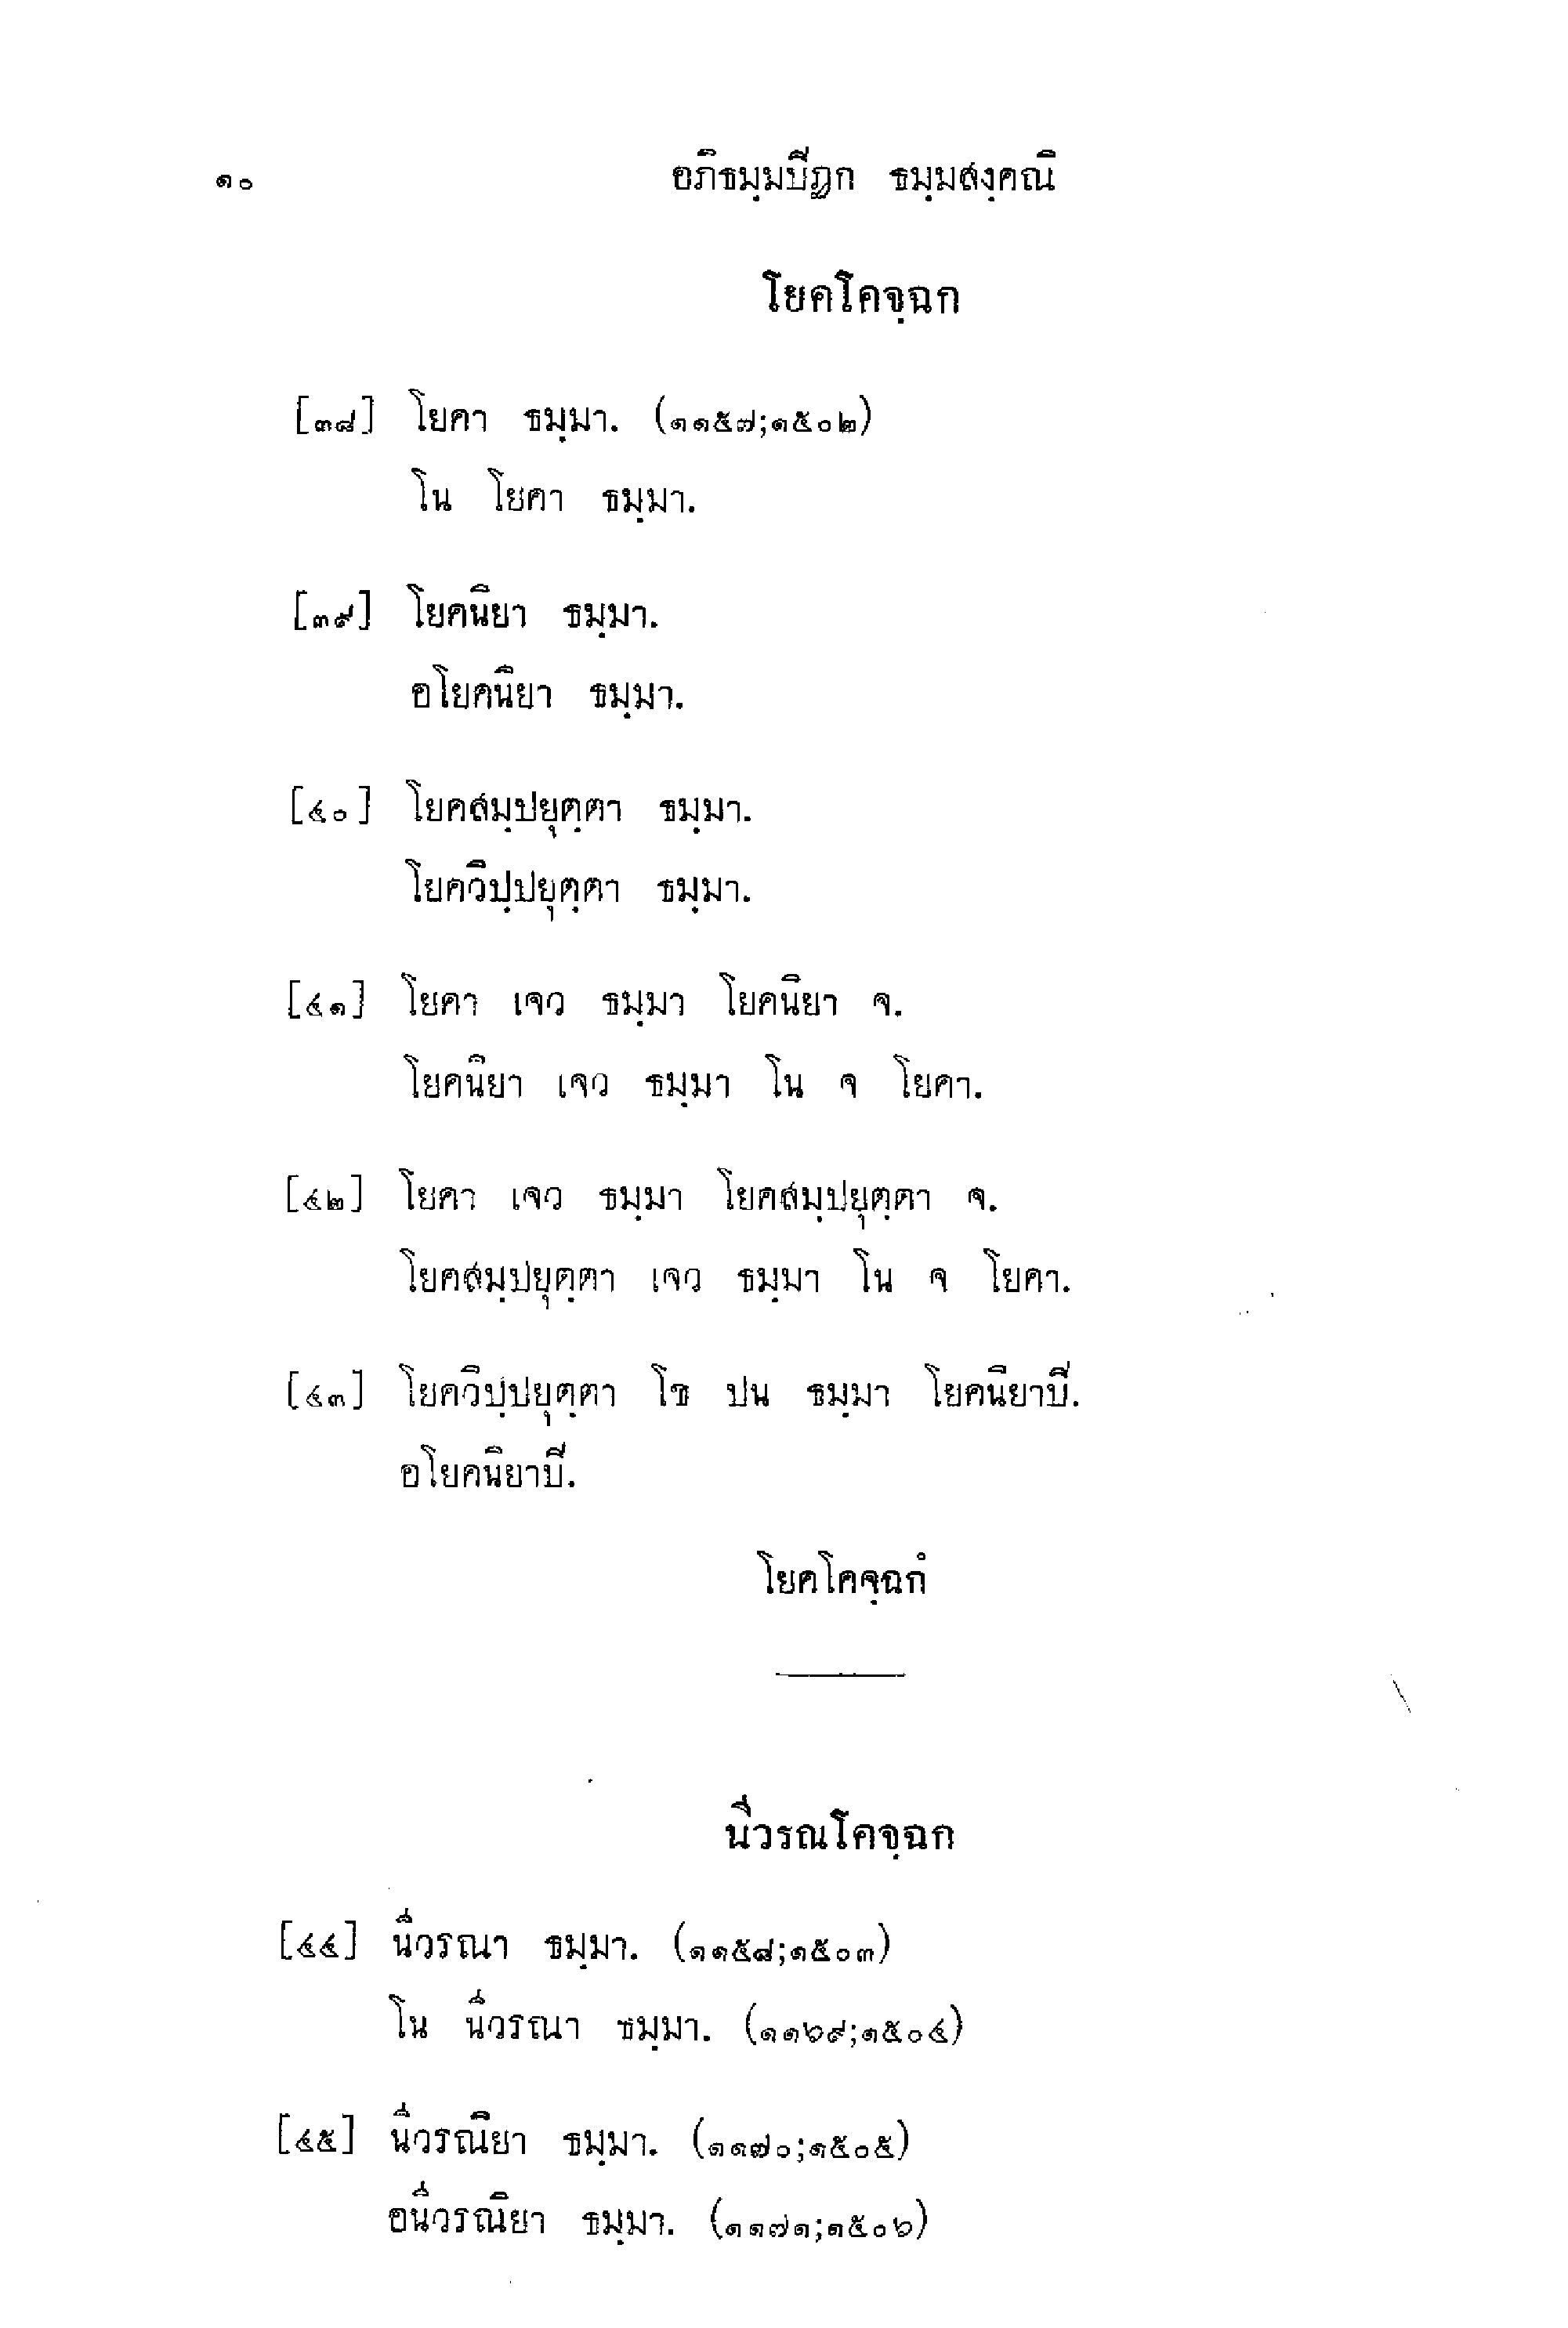 ๑๐ อภิธมฺมปิฏก ธมฺมสงฺคณี
โยคโคจฺฉก
[๓๘] โยคา ธมฺมา. (๑๑๕๗;๑๕๐๒)
โน โยคา ธมฺมา.
[๓๙] โยคนิยา ธมฺมา.
อโยคนิยา ธมฺมา.
[๔๐] โยคสมฺปยุตฺตา ธมฺมา.
โยควิปฺปยุตฺตา ธมฺมา.
[๔๑] โยคา เจว ธมฺมา โยคนิยา จ.
โยคนิยา เจว ธมฺมา โน จ โยคา.
[๔๒] โยคา เจว ธมฺมา โยคสมฺปยุตฺตา จ.
โยคสมฺปยุตฺตา เจว ธมฺมา โน จ โยคา.
[๔๓] โยควิปฺปยุตฺตา โข ปน ธมฺมา โยคนิยาปิ.
อโยคนิยาปิ.
โยคโคจฺฉกํ
นีวรณโคจฺฉก
[๔๔] นีวรณา ธมฺมา. (๑๑๕๘;๑๕๐๓)
โน นีวรณา ธมฺมา. (๑๑๖๙;๑๕๐๔)
[๔๕] นีวรณิยา ธมฺมา. (๑๑๗๐;๑๕๐๕)
อนีวรณิยา ธมฺมา. (๑๑๗๑;๑๕๐๖)